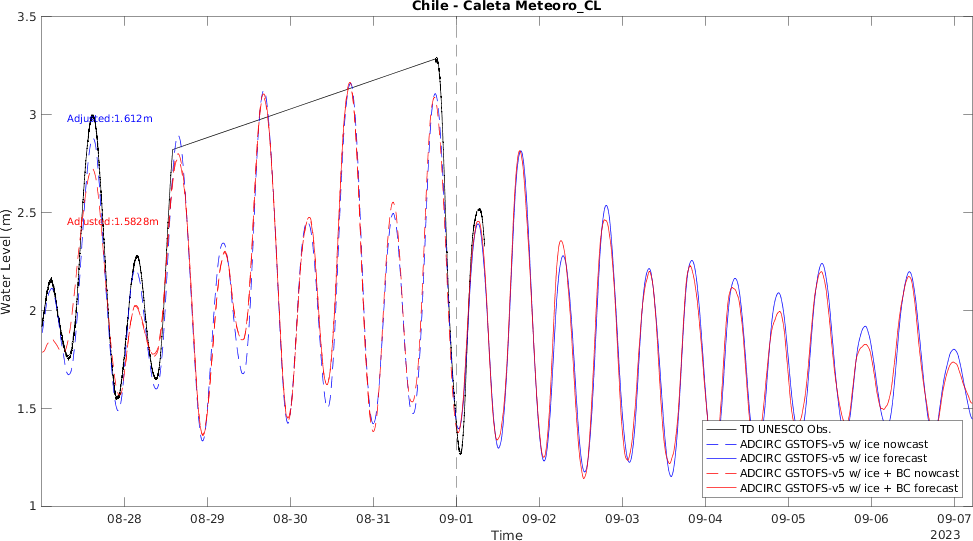 Chile - Caleta Meteoro_CL
3.5
3
2.5
2
1.5
1
Water Level (m)
Adjusted:1.612m
Adjusted:1.5828m
TD UNESCO Obs.
ADCIRC GSTOFS-v5 w/ ice nowcast
ADCIRC GSTOFS-v5 w/ ice forecast
ADCIRC GSTOFS-v5 w/ ice + BC nowcast
ADCIRC GSTOFS-v5 w/ ice + BC forecast
08-28 08-29 08-30 08-31 09-01 09-02 09-03 09-04 09-05 09-06 09-07
Time
2023